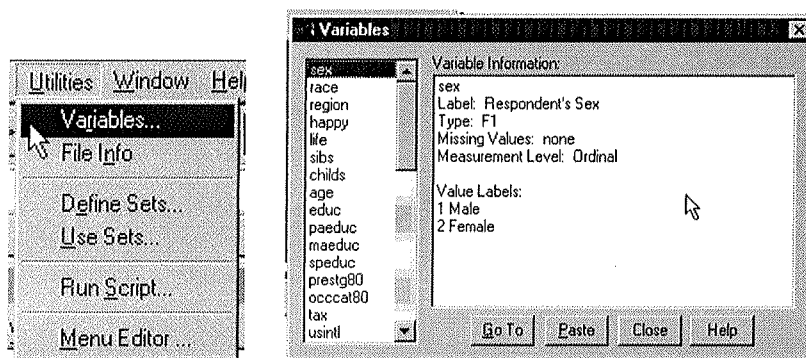 Utilities Window Hel
Variables...
File Info
Define Sets...
Use Sets...
Run Script...
Menu Editor ...
Variables
sex
race
region
happy
life
sibs
childs
age
educ
paeduc
maeduc
speduc
prestg80
occcat80
tax
usintl
Variable Information:
sex
Label: Respondent's Sex
Type: F1
Missing Values: none
Measurement Level: Ordinal
Value Labels:
1 Male
2 Female
Go To Paste Close Help